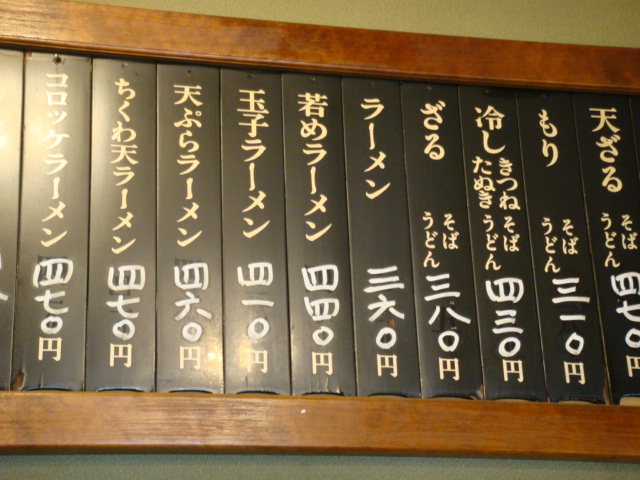 天ざる そば うどん 四七〇円
もり そば うどん 三一〇円
冷し きつね たぬき そば うどん 四三〇円
ざる そば うどん 三八〇円
ラーメン 三六〇円
若めラーメン 四四〇円
玉子ラーメン 四一〇円
天ぷらラーメン 四六〇円
ちくわ天ラーメン 四七〇円
コロッケラーメン 四七〇円